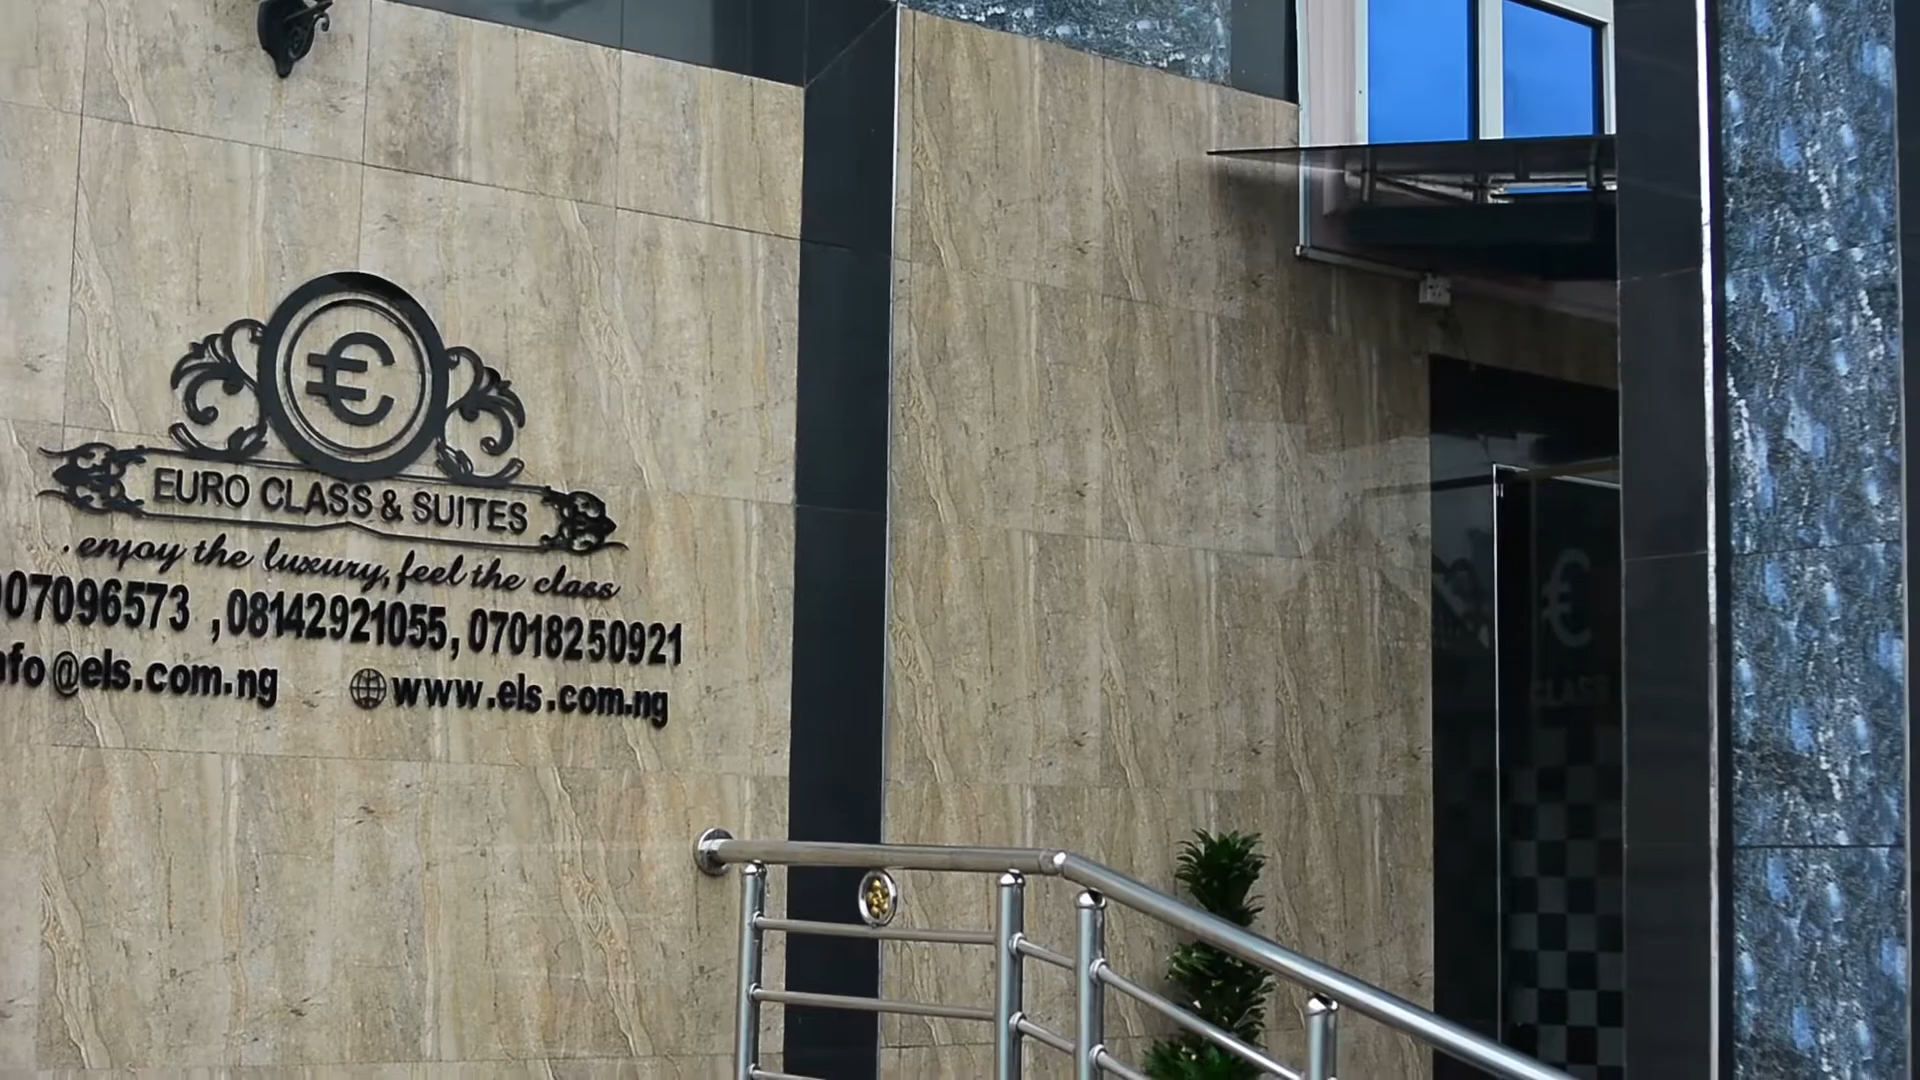 €
EURO CLASS & SUITES
enjoy the luxury, feel the class
07096573 ,08142921055, 07018250921
nfo@els.com.ng www.els.com.ng
€